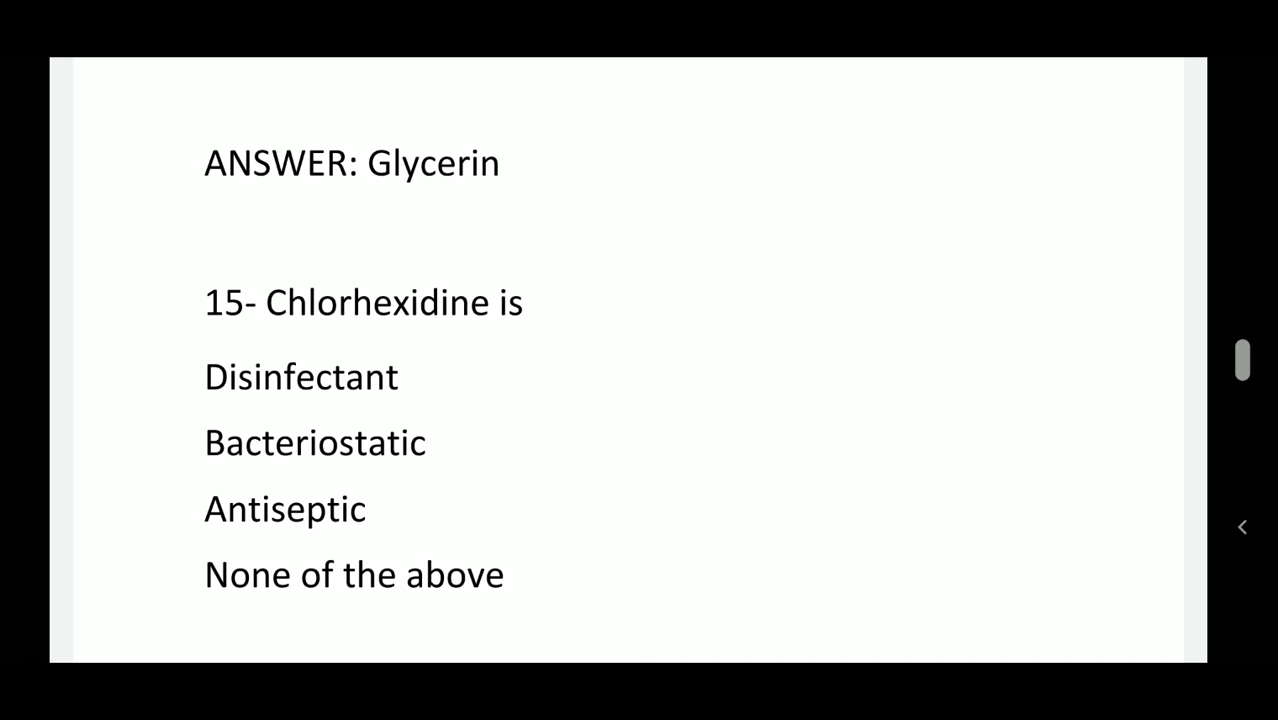 ANSWER: Glycerin
15- Chlorhexidine is
Disinfectant
Bacteriostatic
Antiseptic
None of the above